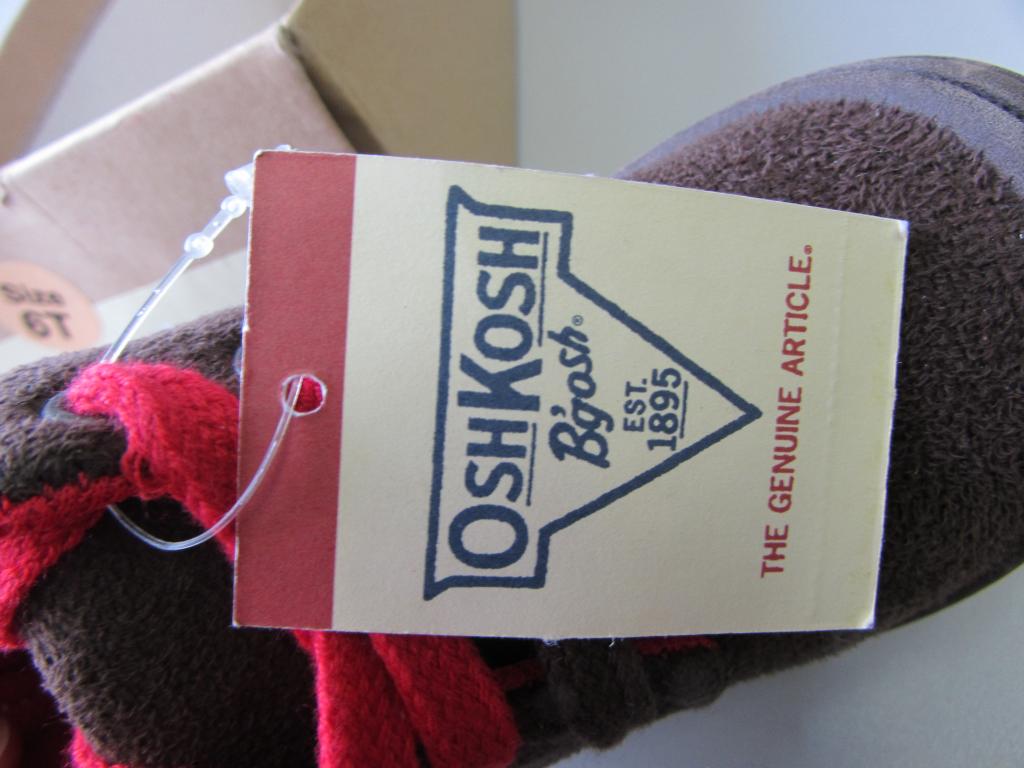 OSHKOSH
B'gosh®
EST.
1895
THE GENUINE ARTICLE®
Size
6T